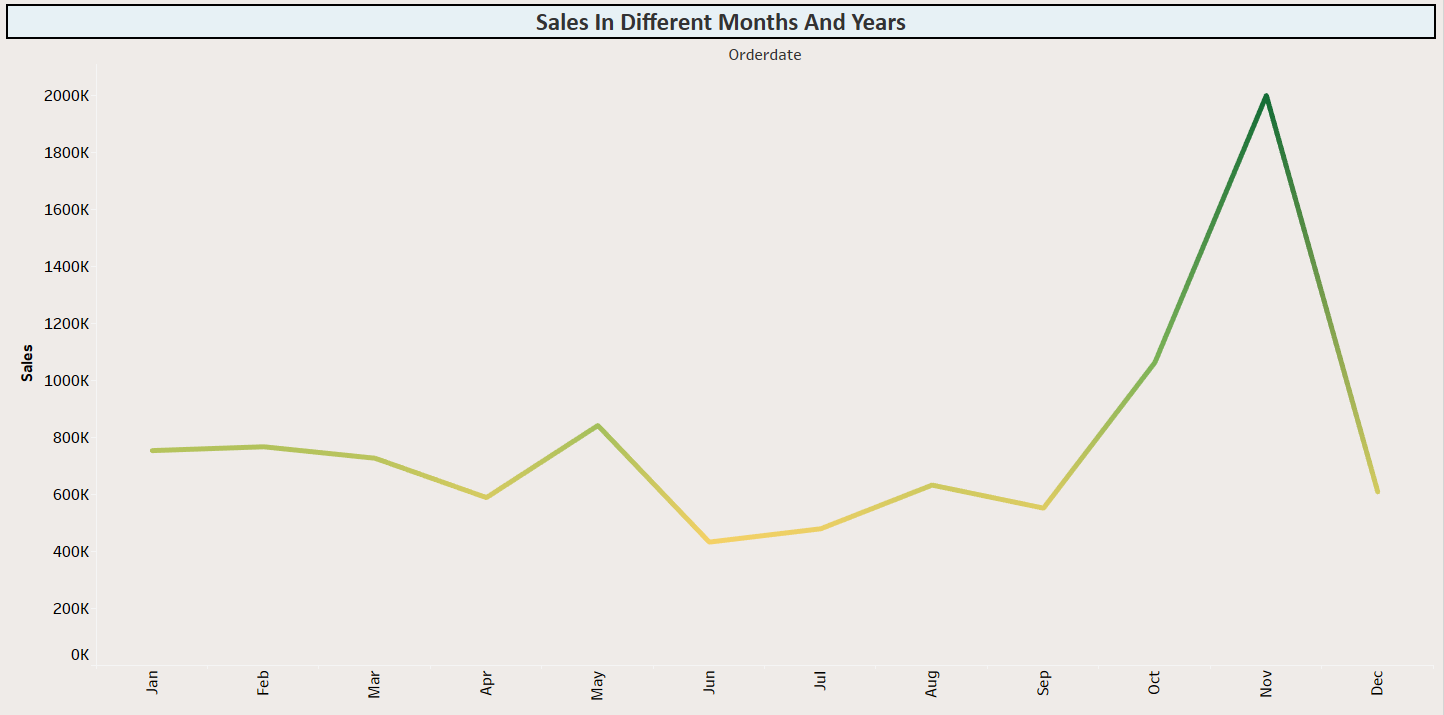 Sales In Different Months And Years
Orderdate
2000K
1800K
1600K
1400K
1200K
1000K
800K
600K
400K
200K
0K
Sales
Jan
Feb
Mar
Apr
May
Jun
Jul
Aug
Sep
Oct
Nov
Dec